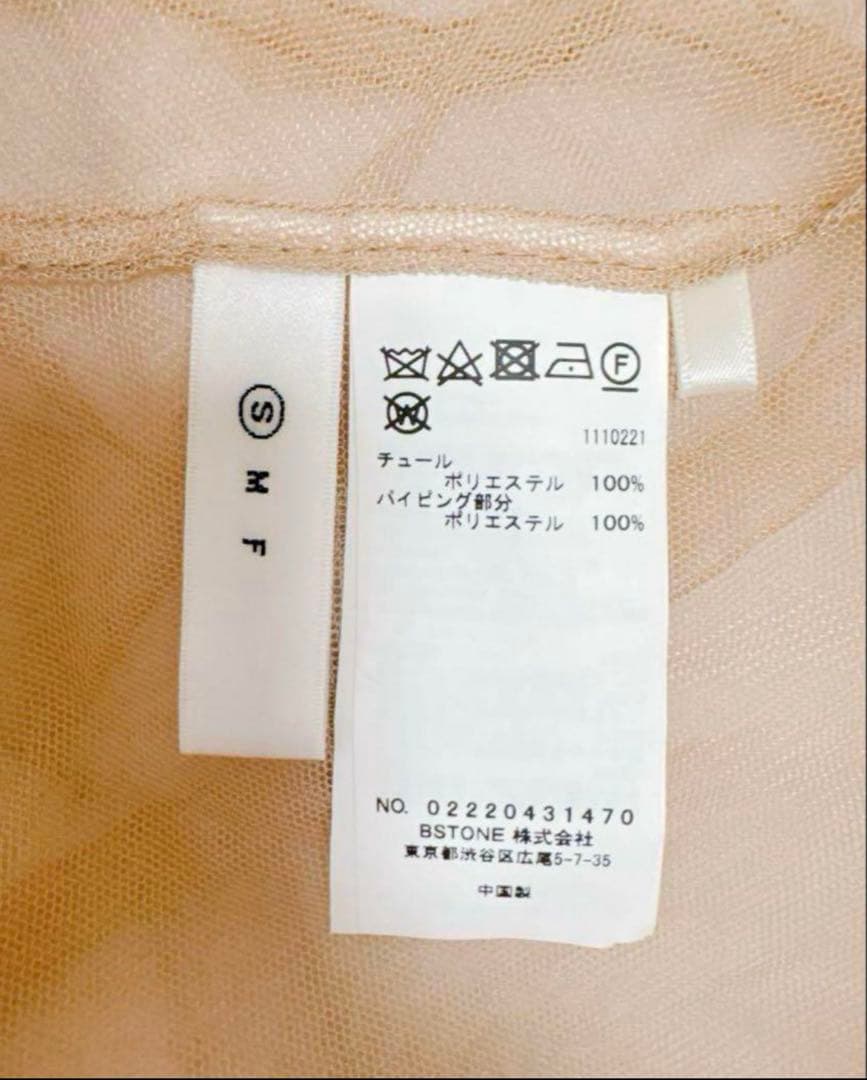 S
M
F
F
W
1110221
チュール
ポリエステル 100%
パイピング部分
ポリエステル 100%
NO. 02220431470
BSTONE 株式会社
東京都渋谷区広尾5-7-35
中国製